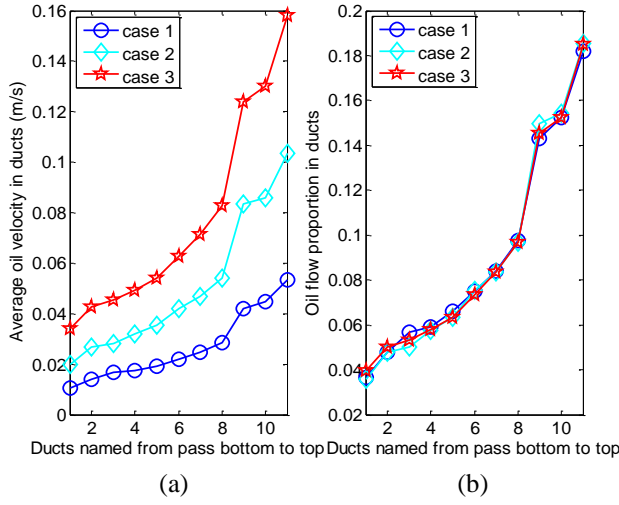 0.16
0.14
0.12
0.1
0.08
0.06
0.04
0.02
0
Average oil velocity in ducts (m/s)
case 1
case 2
case 3
2 4 6 8 10
Ducts named from pass bottom to top
(a)
0.2
0.18
0.16
0.14
0.12
0.1
0.08
0.06
0.04
0.02
Oil flow proportion in ducts
case 1
case 2
case 3
2 4 6 8 10
Ducts named from pass bottom to top
(b)